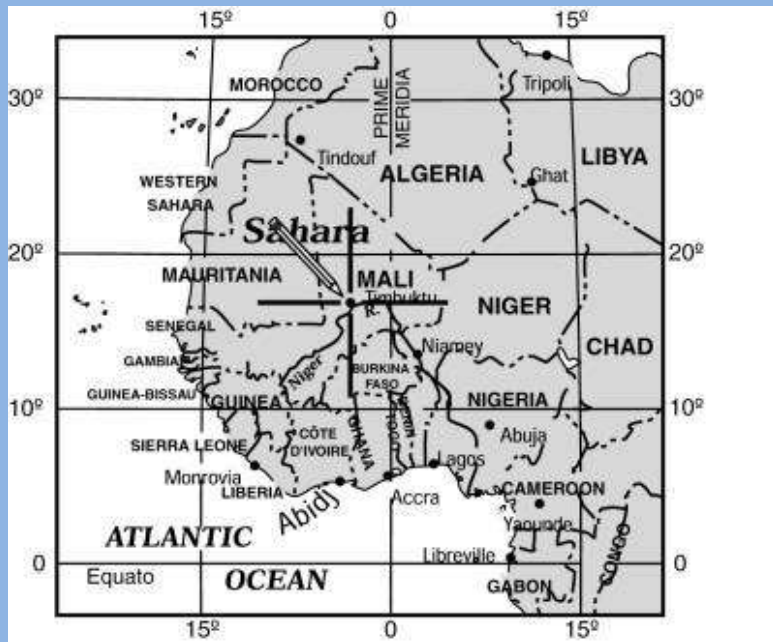 15º 0 15º
MOROCCO
PRIME
MERIDIA
Tripoli
30º 30º
Tindouf
ALGERIA
LIBYA
Ghat
WESTERN
SAHARA
Sahara
20º 20º
MAURITANIA
MALI
Timbuktu
NIGER
R.
SENEGAL
Niamey
CHAD
GAMBIA
Niger
BURKINA
FASO
GUINEA-BISSAU
GUINEA
NIGERIA
10º 10º
BENIN
TOGO
GHANA
CÔTE
D'IVOIRE
Abuja
SIERRA LEONE
Lagos
Monrovia
LIBERIA
Abidj
Accra
CAMEROON
Yaounde
ATLANTIC
Libreville
CONGO
0 0
Equato
OCEAN
GABON
15º 0 15º